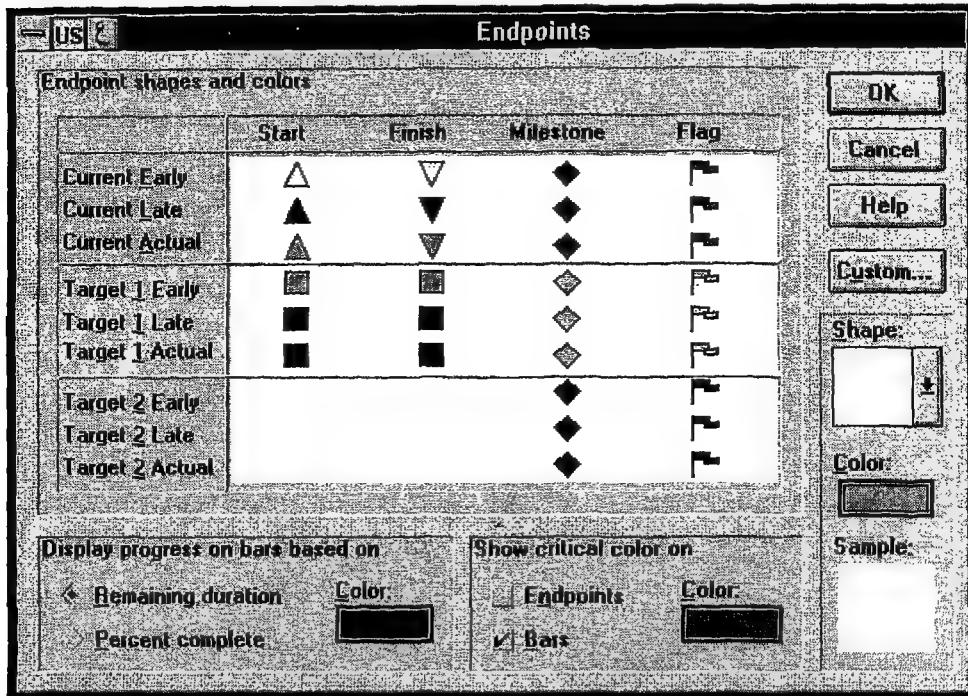 US
Endpoints
Endpoint shapes and colors
Start Finish Milestone Flag
Current Early
Current Late
Current Actual
Target 1 Early
Target 1 Late
Target 1 Actual
Target 2 Early
Target 2 Late
Target 2 Actual
OK
Cancel
Help
Custom...
Shape:
Color:
Sample:
Display progress on bars based on
Remaining duration
Percent complete
Color:
Show critical color on
Endpoints
Bars
Color: